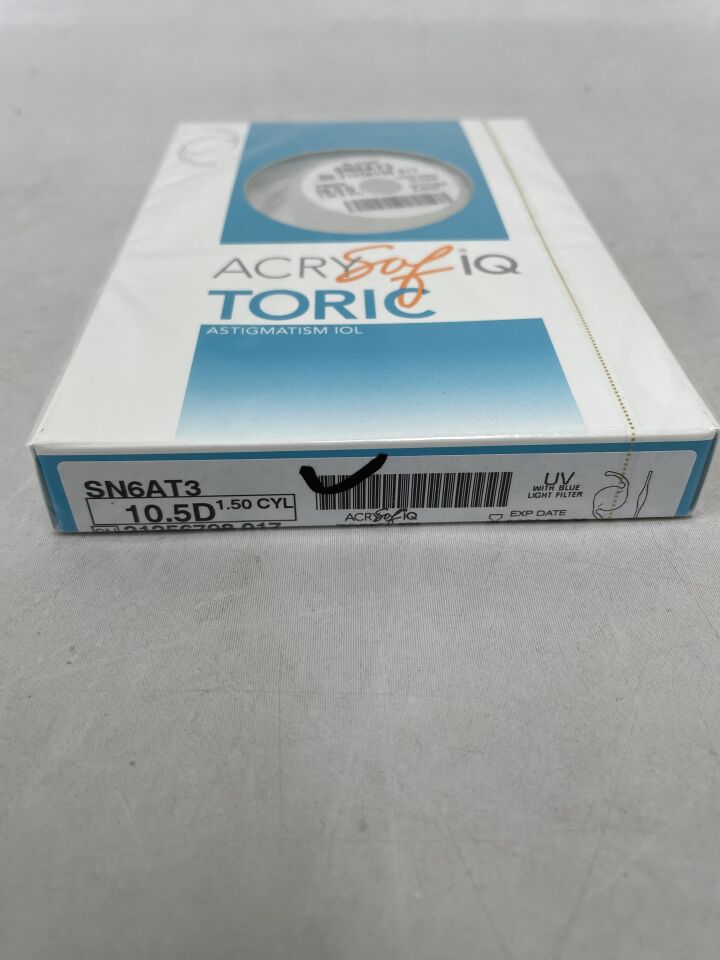 ACRYSof iQ
TORIC
ASTIGMATISM IOL
SN6AT3
10.5D 1.50 CYL
ACRYSof iQ
UV
WITH BLUE
LIGHT FILTER
EXP DATE